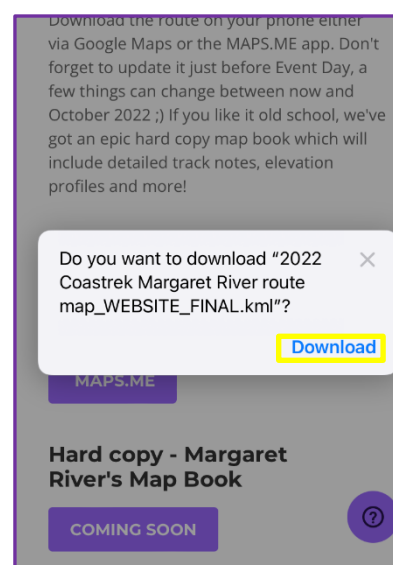 Download the route on your phone either
via Google Maps or the MAPS.ME app. Don't
forget to update it just before Event Day, a
few things can change between now and
October 2022 ;) If you like it old school, we've
got an epic hard copy map book which will
include detailed track notes, elevation
profiles and more!
Do you want to download “2022
Coastrek Margaret River route
map_WEBSITE_FINAL.kml”?
Download
MAPS.ME
Hard copy - Margaret
River's Map Book
COMING SOON